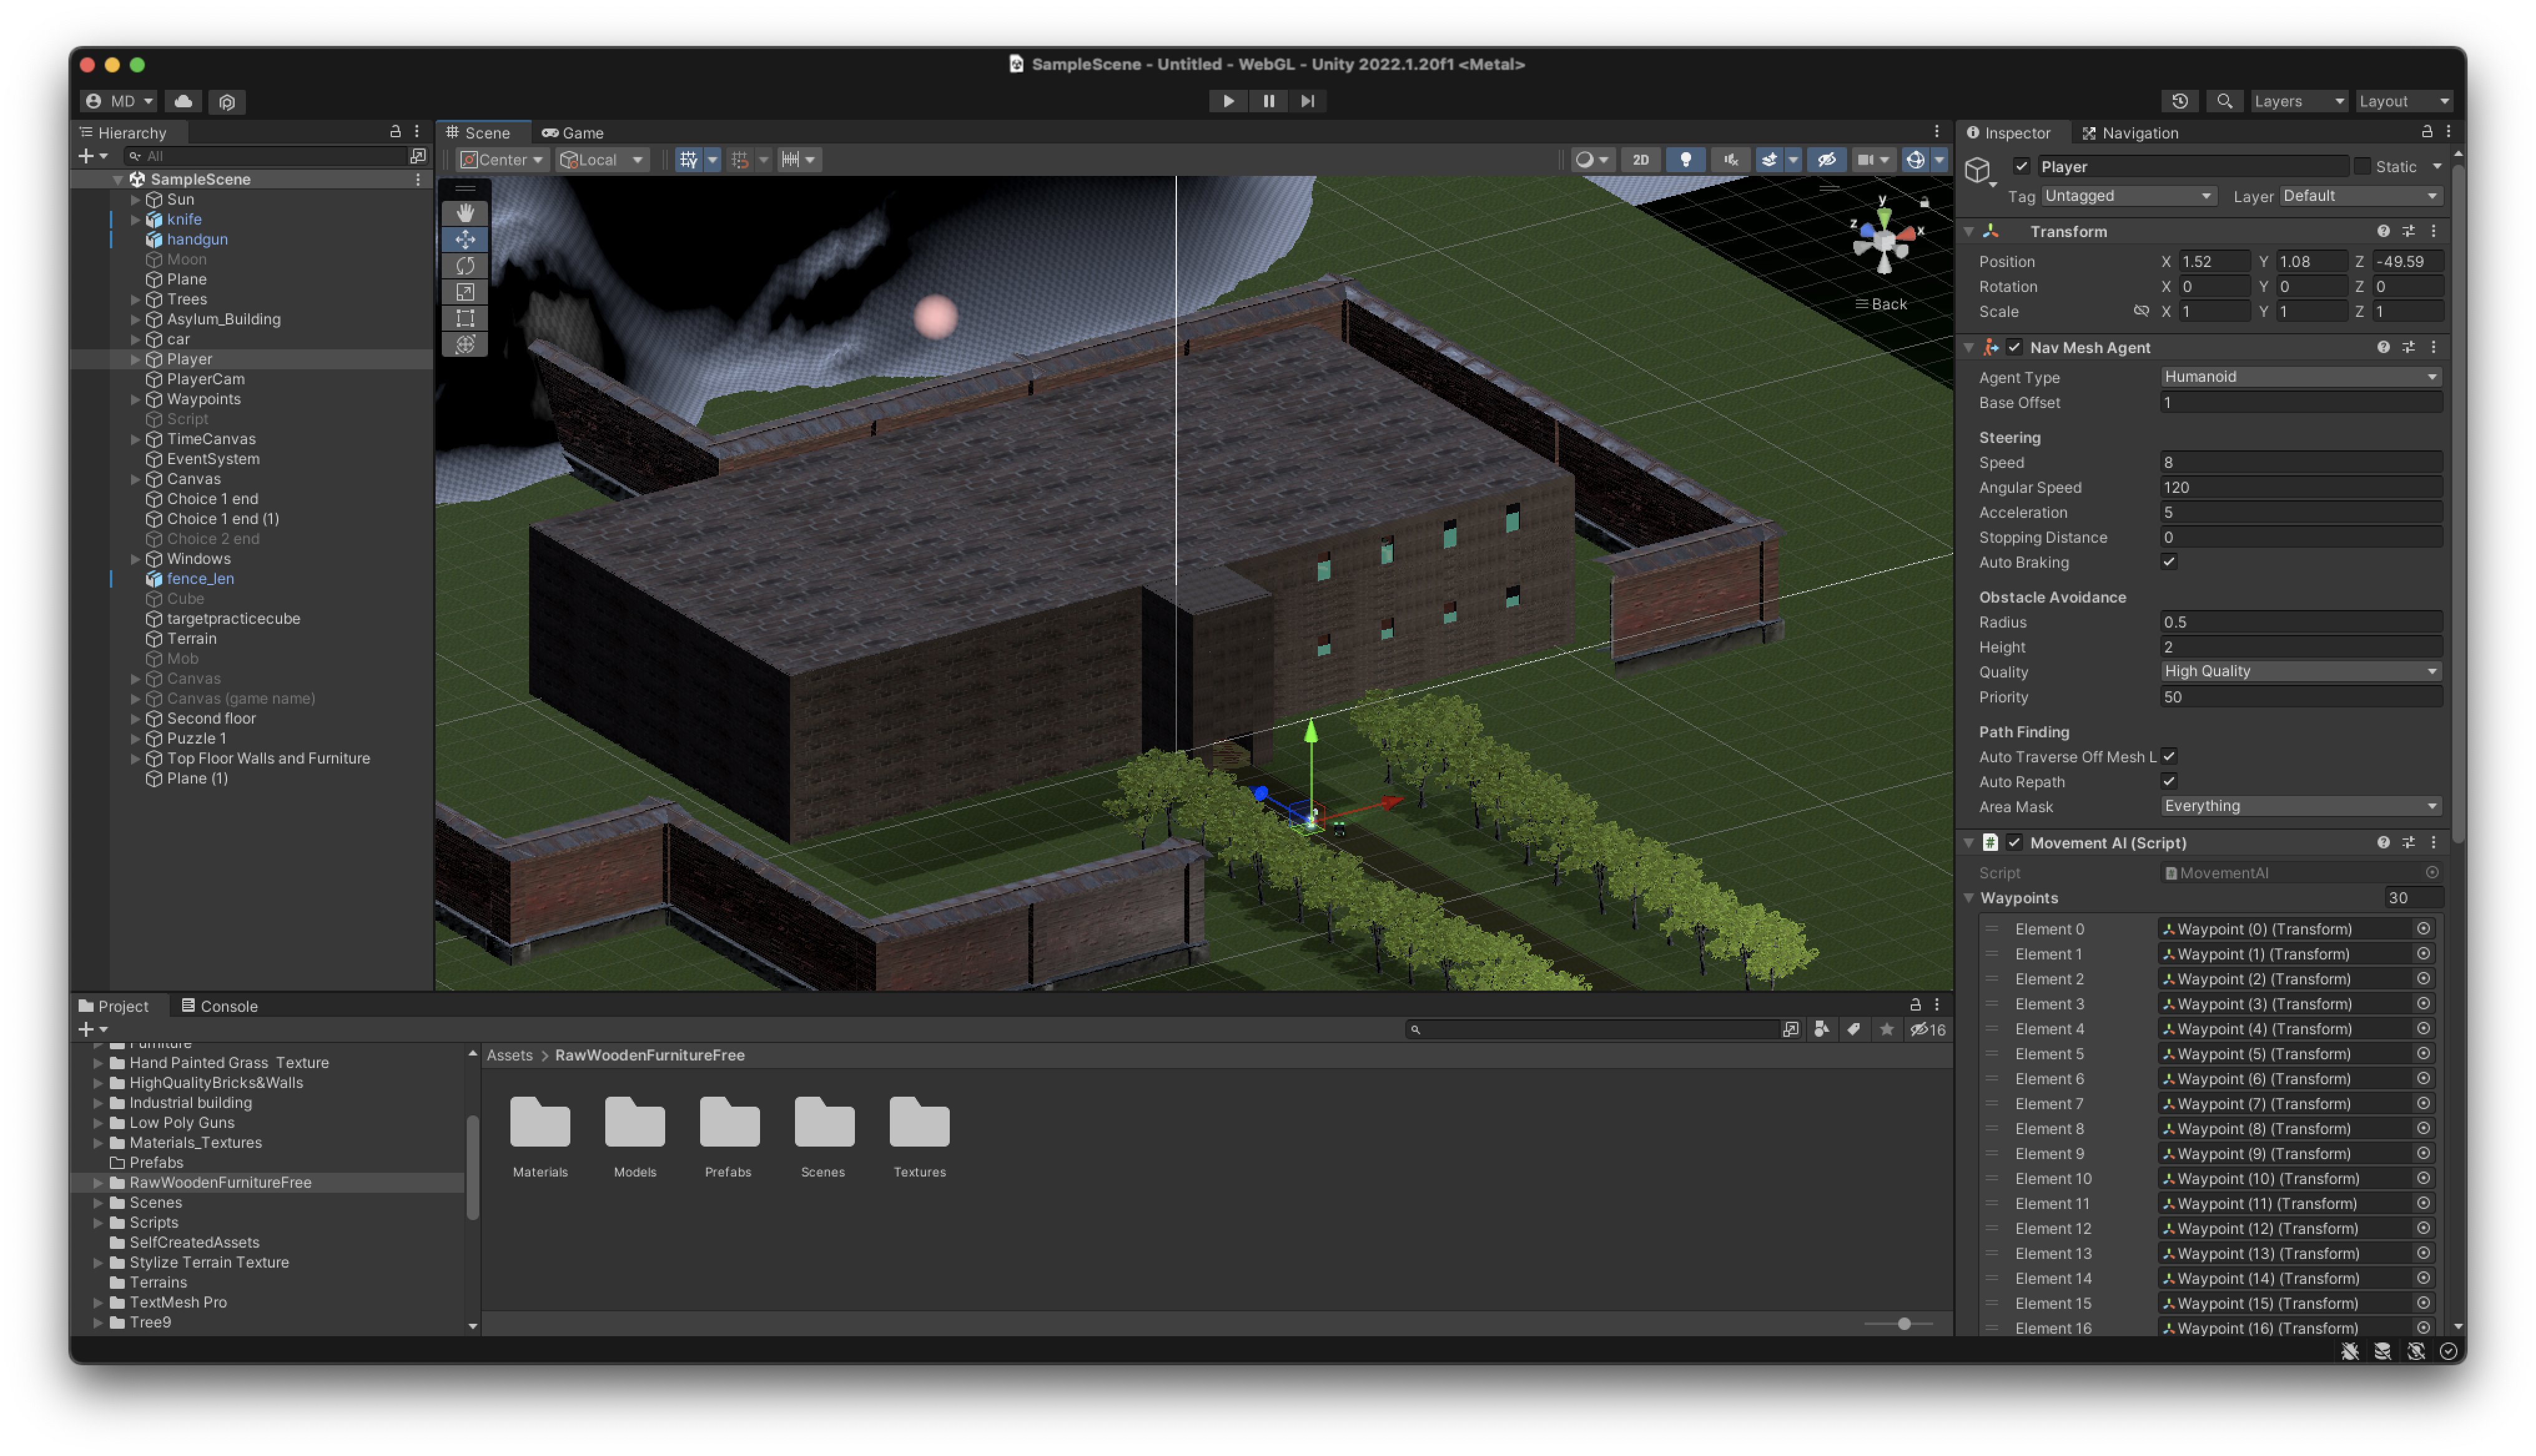 SampleScene - Untitled - WebGL - Unity 2022.1.20f1 <Metal>
MD
Layers
Layout
Hierarchy
All
SampleScene
Sun
knife
handgun
Moon
Plane
Trees
Asylum_Building
car
Player
PlayerCam
Waypoints
Script
TimeCanvas
EventSystem
Canvas
Choice 1 end
Choice 1 end (1)
Choice 2 end
Windows
fence_len
Cube
targetpracticecube
Terrain
Mob
Canvas
Canvas (game name)
Second floor
Puzzle 1
Top Floor Walls and Furniture
Plane (1)
Scene
Game
Center
Local
2D
y
z
x
Back
Inspector
Navigation
Player
Static
Tag Untagged Layer Default
Transform
Position X 1.52 Y 1.08 Z -49.59
Rotation X 0 Y 0 Z 0
Scale X 1 Y 1 Z 1
Nav Mesh Agent
Agent Type Humanoid
Base Offset 1
Steering
Speed 8
Angular Speed 120
Acceleration 5
Stopping Distance 0
Auto Braking
Obstacle Avoidance
Radius 0.5
Height 2
Quality High Quality
Priority 50
Path Finding
Auto Traverse Off Mesh L
Auto Repath
Area Mask Everything
# Movement AI (Script)
Script MovementAI
Waypoints 30
Element 0 Waypoint (0) (Transform)
Element 1 Waypoint (1) (Transform)
Element 2 Waypoint (2) (Transform)
Element 3 Waypoint (3) (Transform)
Element 4 Waypoint (4) (Transform)
Element 5 Waypoint (5) (Transform)
Element 6 Waypoint (6) (Transform)
Element 7 Waypoint (7) (Transform)
Element 8 Waypoint (8) (Transform)
Element 9 Waypoint (9) (Transform)
Element 10 Waypoint (10) (Transform)
Element 11 Waypoint (11) (Transform)
Element 12 Waypoint (12) (Transform)
Element 13 Waypoint (13) (Transform)
Element 14 Waypoint (14) (Transform)
Element 15 Waypoint (15) (Transform)
Element 16 Waypoint (16) (Transform)
Project
Console
16
Furniture
Hand Painted Grass Texture
HighQualityBricks&Walls
Industrial building
Low Poly Guns
Materials_Textures
Prefabs
RawWoodenFurnitureFree
Scenes
Scripts
SelfCreatedAssets
Stylize Terrain Texture
Terrains
TextMesh Pro
Tree9
Assets > RawWoodenFurnitureFree
Materials
Models
Prefabs
Scenes
Textures